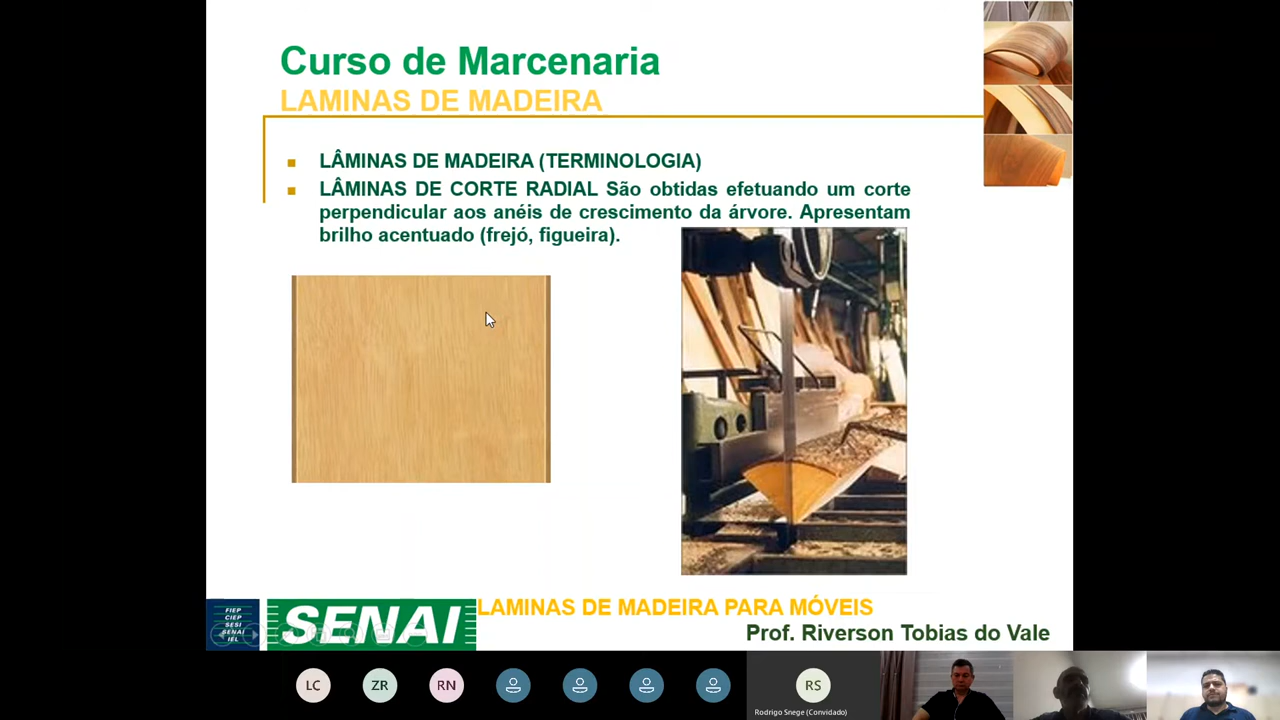 Curso de Marcenaria
LAMINAS DE MADEIRA
LÂMINAS DE MADEIRA (TERMINOLOGIA)
LÂMINAS DE CORTE RADIAL São obtidas efetuando um corte
perpendicular aos anéis de crescimento da árvore. Apresentam
brilho acentuado (frejó, figueira).
FIEP
CIEP
SESI
SENAI
IEL
SENAI
LAMINAS DE MADEIRA PARA MÓVEIS
Prof. Riverson Tobias do Vale
LC
ZR
RN
RS
Rodrigo Snege (Convidado)